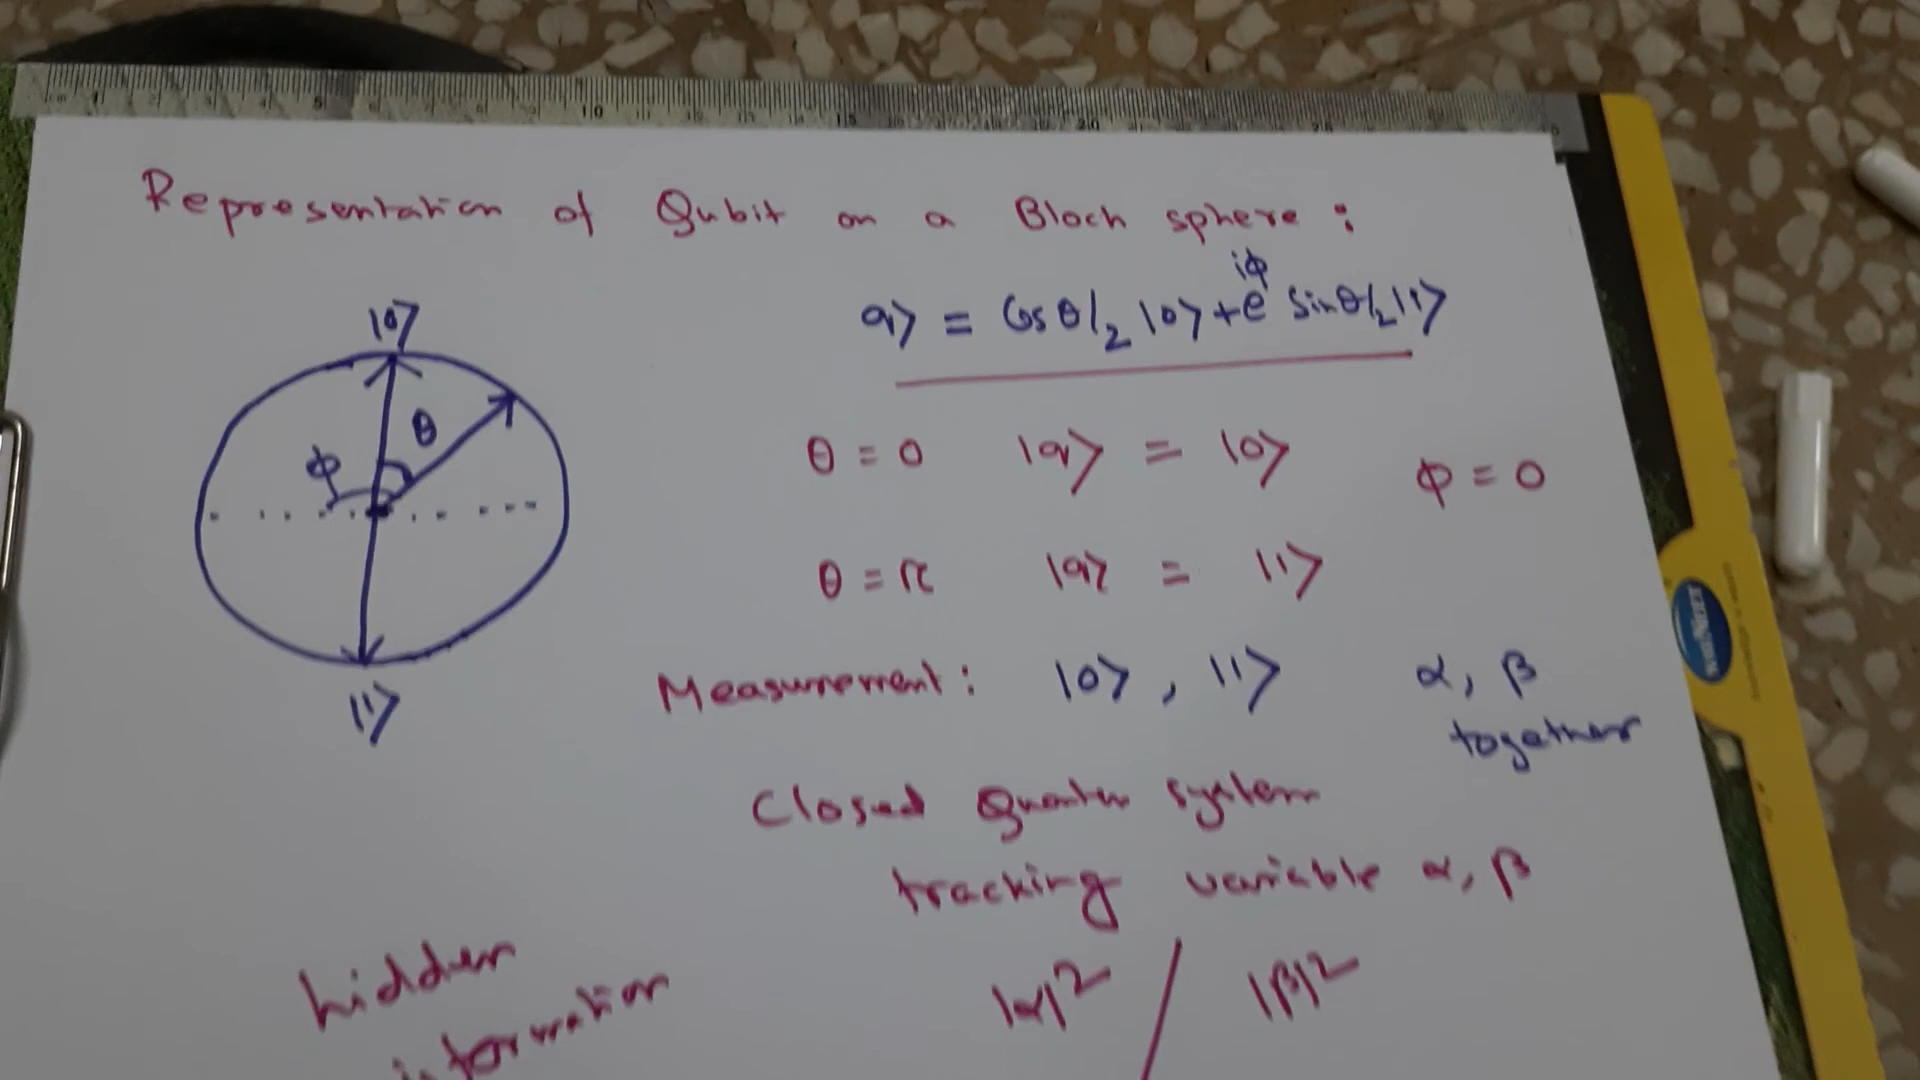 Representation of Qubit on a Bloch sphere :
q⟩ = Cos θ/2 |0⟩ + e^iϕ sin θ/2 |1⟩
|0⟩
θ
ϕ
|1⟩
θ = 0 |q⟩ = |0⟩ ϕ = 0
θ = π |q⟩ = |1⟩
Measurement : |0⟩ , |1⟩ α, β
together
Closed Quantum system
tracking variable α, β
hidden
information
|α|² / |β|²